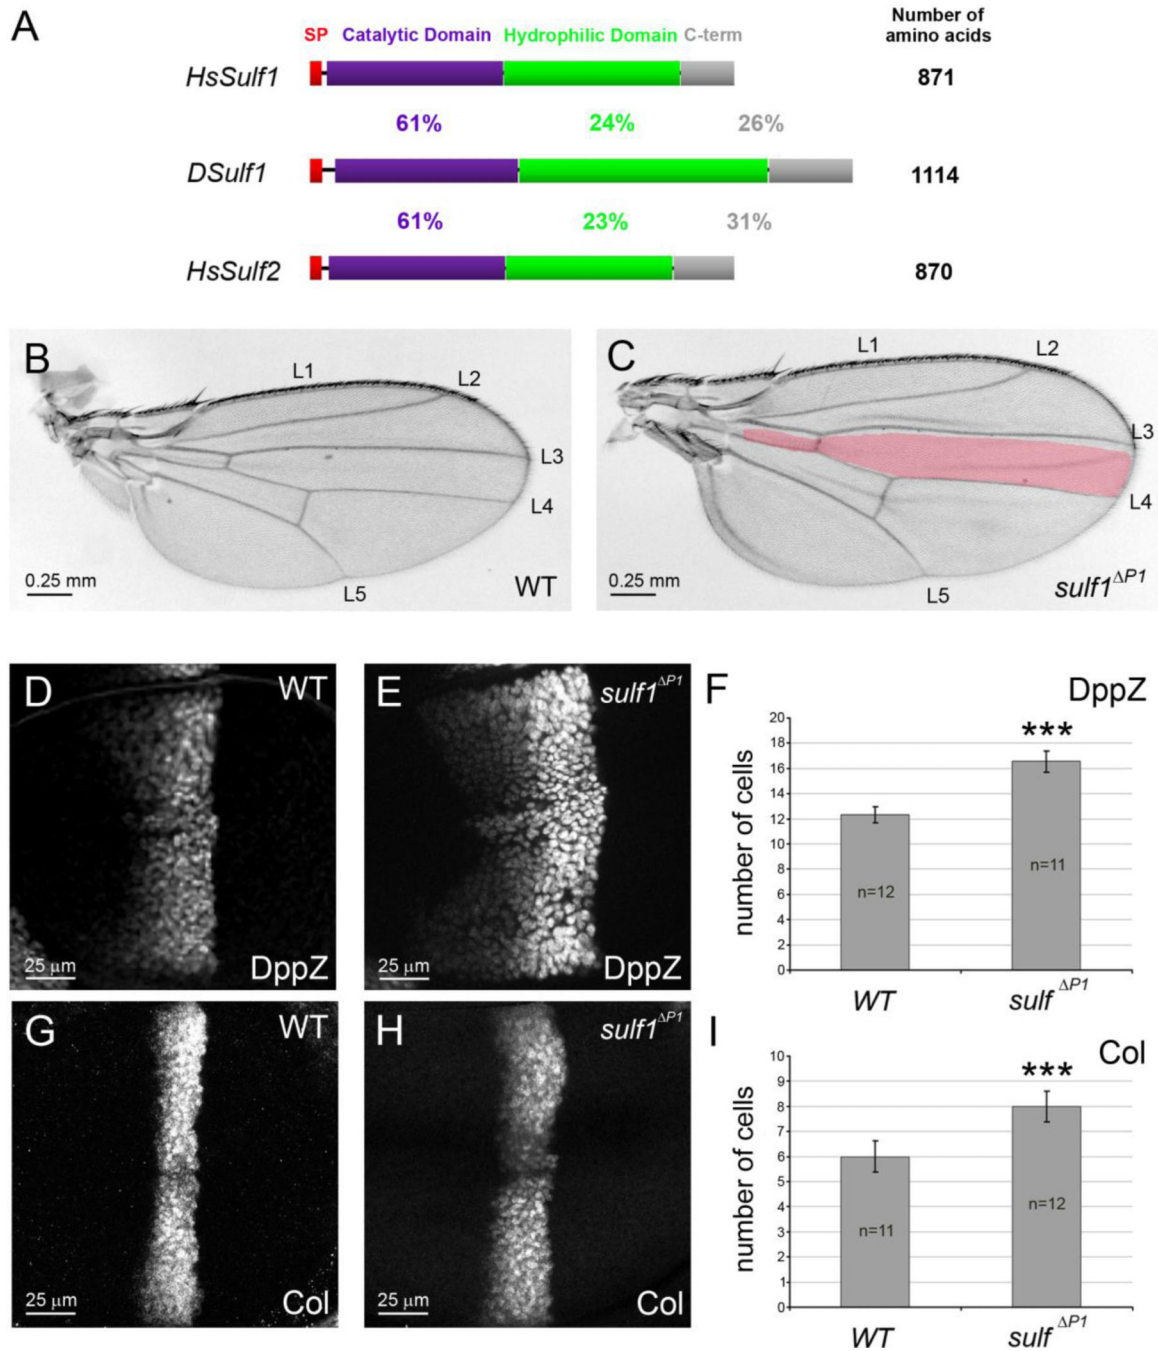 A
Number of
amino acids
SP Catalytic Domain Hydrophilic Domain C-term
HsSulf1 871
61% 24% 26%
DSulf1 1114
61% 23% 31%
HsSulf2 870
B
L1
L2
L3
L4
L5
0.25 mm
WT
C
L1
L2
L3
L4
L5
0.25 mm
sulf1ΔP1
D
WT
25 µm
DppZ
E
sulf1ΔP1
25 µm
DppZ
F
DppZ
number of cells
20
18
16
14
12
10
8
6
4
2
0
***
n=12
n=11
WT
sulf ΔP1
G
WT
25 µm
Col
H
sulf1ΔP1
25 µm
Col
I
Col
number of cells
10
9
8
7
6
5
4
3
2
1
0
***
n=11
n=12
WT
sulf ΔP1